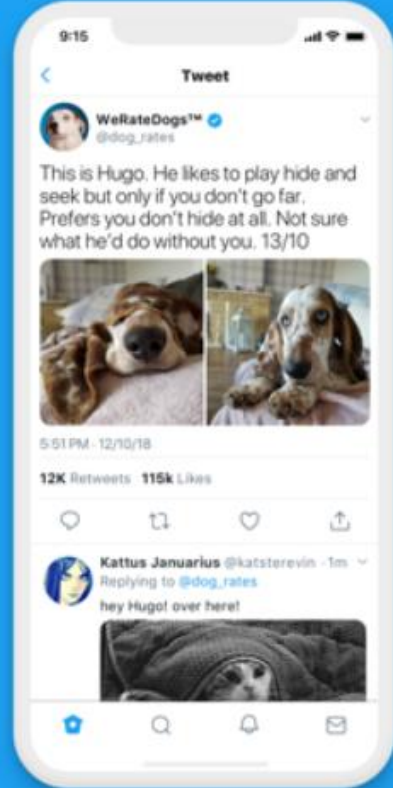 9:15
Tweet
WeRateDogs™
@dog_rates
This is Hugo. He likes to play hide and
seek but only if you don't go far.
Prefers you don't hide at all. Not sure
what he'd do without you. 13/10
5:51 PM · 12/10/18
12K Retweets 115k Likes
Kattus Januarius @katsterevin · 1m
Replying to @dog_rates
hey Hugo! over here!